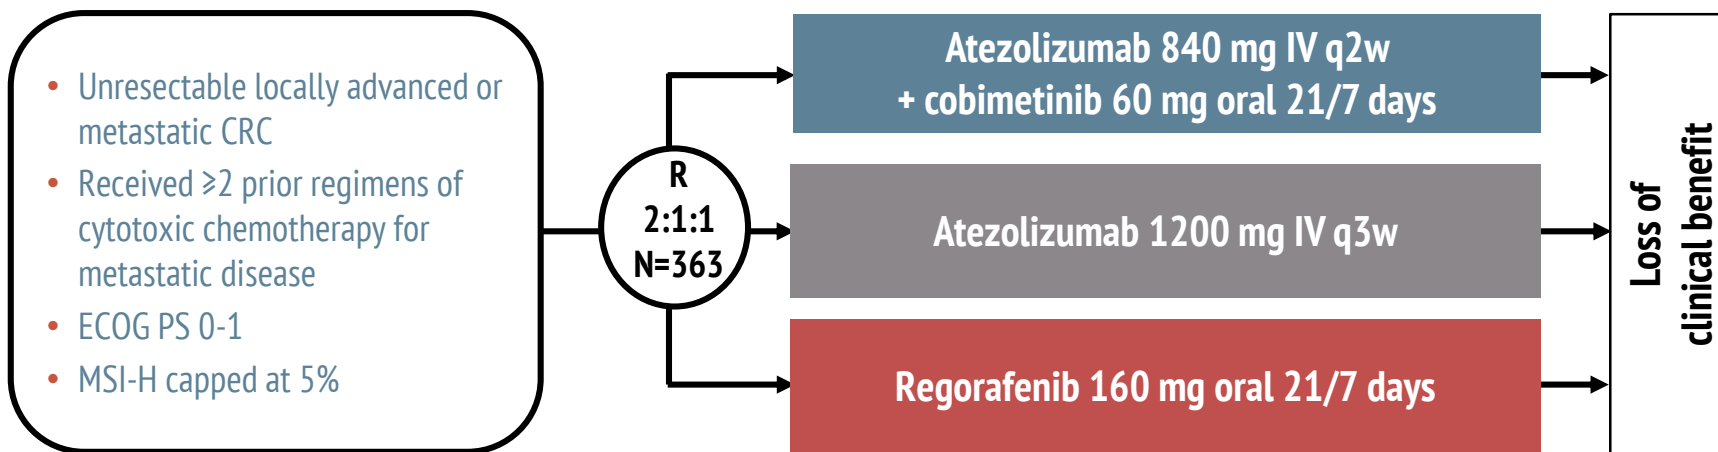 • Unresectable locally advanced or
metastatic CRC
• Received ≥2 prior regimens of
cytotoxic chemotherapy for
metastatic disease
• ECOG PS 0-1
• MSI-H capped at 5%
R
2:1:1
N=363
Atezolizumab 840 mg IV q2w
+ cobimetinib 60 mg oral 21/7 days
Atezolizumab 1200 mg IV q3w
Regorafenib 160 mg oral 21/7 days
Loss of
clinical benefit